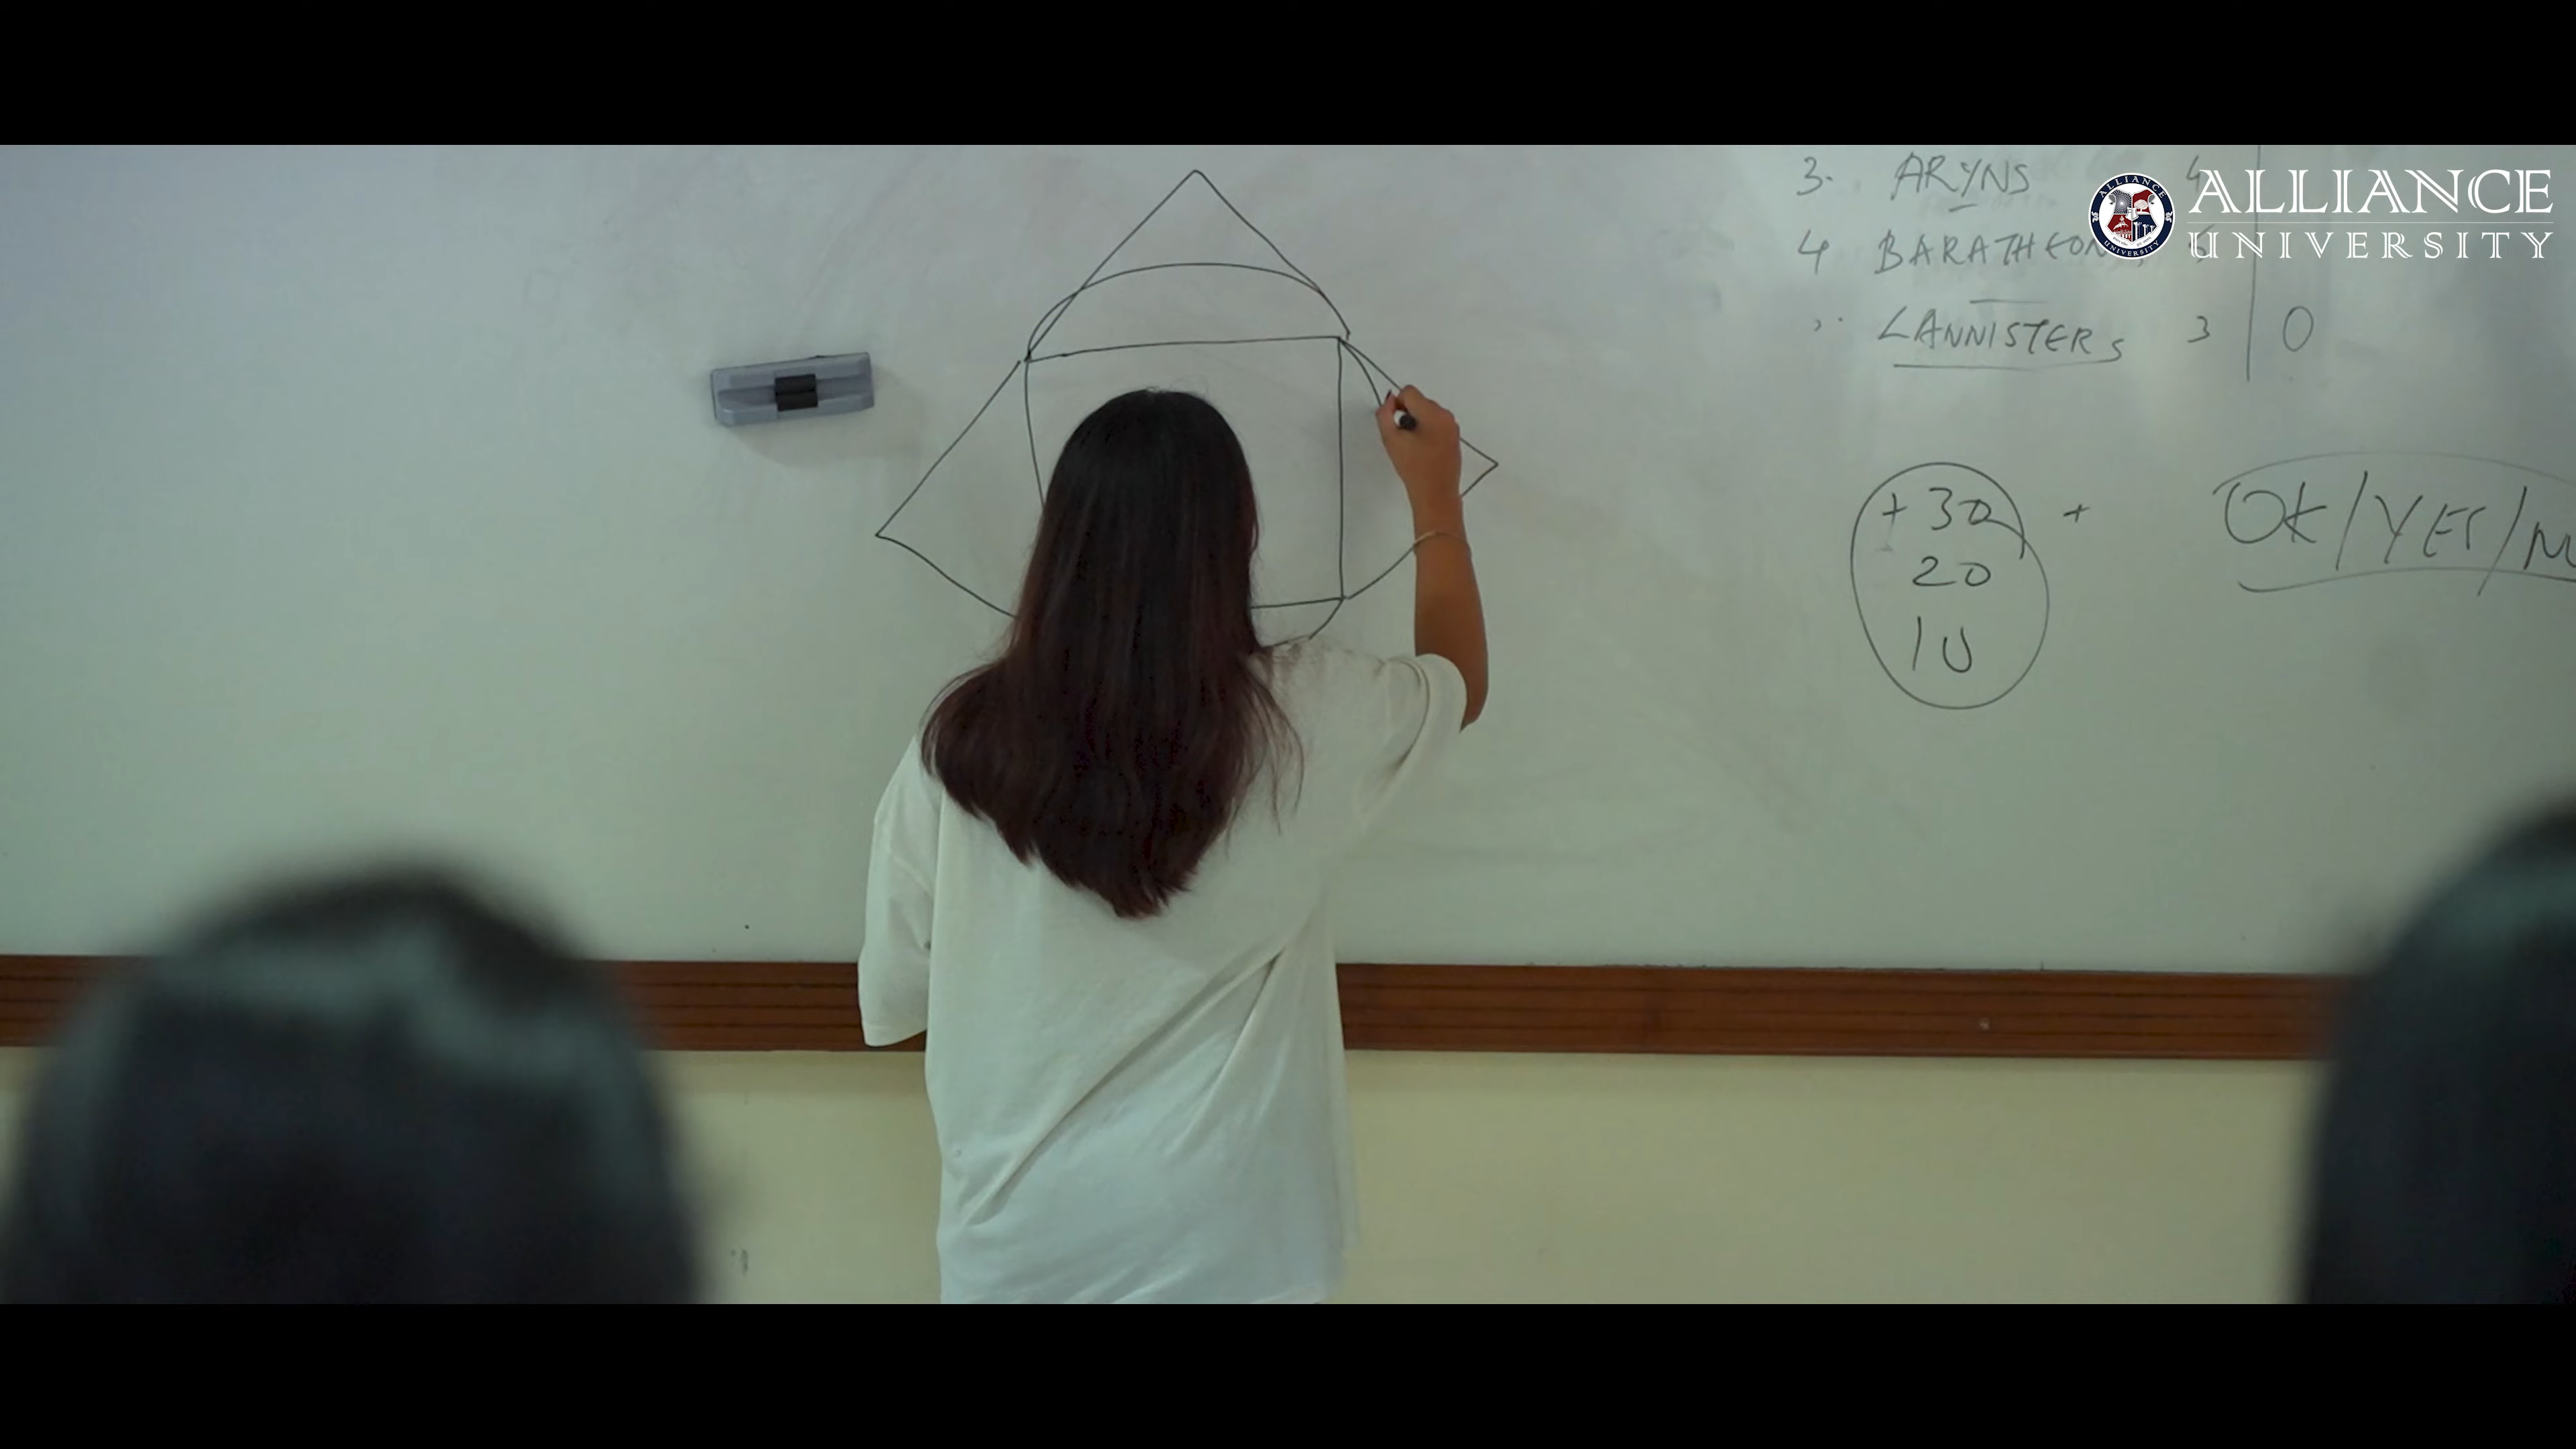 3. ARYNS
ALLIANCE
UNIVERSITY
4 BARATHEON
LANNISTERS 3 0
+ 30 +
20
10
OK/YES/